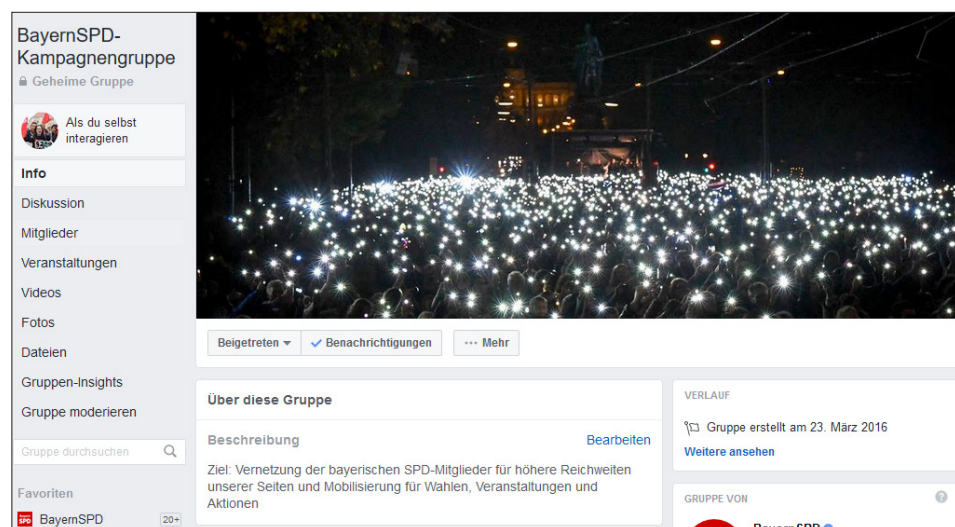 BayernSPD-
Kampagnengruppe
Geheime Gruppe
Als du selbst
interagieren
Info
Diskussion
Mitglieder
Veranstaltungen
Videos
Fotos
Dateien
Gruppen-Insights
Gruppe moderieren
Gruppe durchsuchen
Favoriten
BayernSPD 20+
Beigetreten
Benachrichtigungen
Mehr
Über diese Gruppe
Beschreibung
Bearbeiten
Ziel: Vernetzung der bayerischen SPD-Mitglieder für höhere Reichweiten
unserer Seiten und Mobilisierung für Wahlen, Veranstaltungen und
Aktionen
VERLAUF
Gruppe erstellt am 23. März 2016
Weitere ansehen
GRUPPE VON
BayernSPD